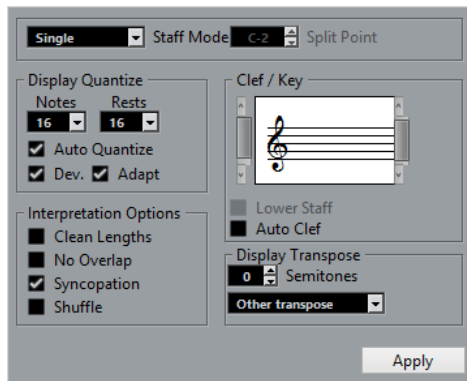 Single Staff Mode C-2 Split Point
Display Quantize
Notes Rests
16 16
Auto Quantize
Dev. Adapt
Interpretation Options
Clean Lengths
No Overlap
Syncopation
Shuffle
Clef / Key
Lower Staff
Auto Clef
Display Transpose
0 Semitones
Other transpose
Apply